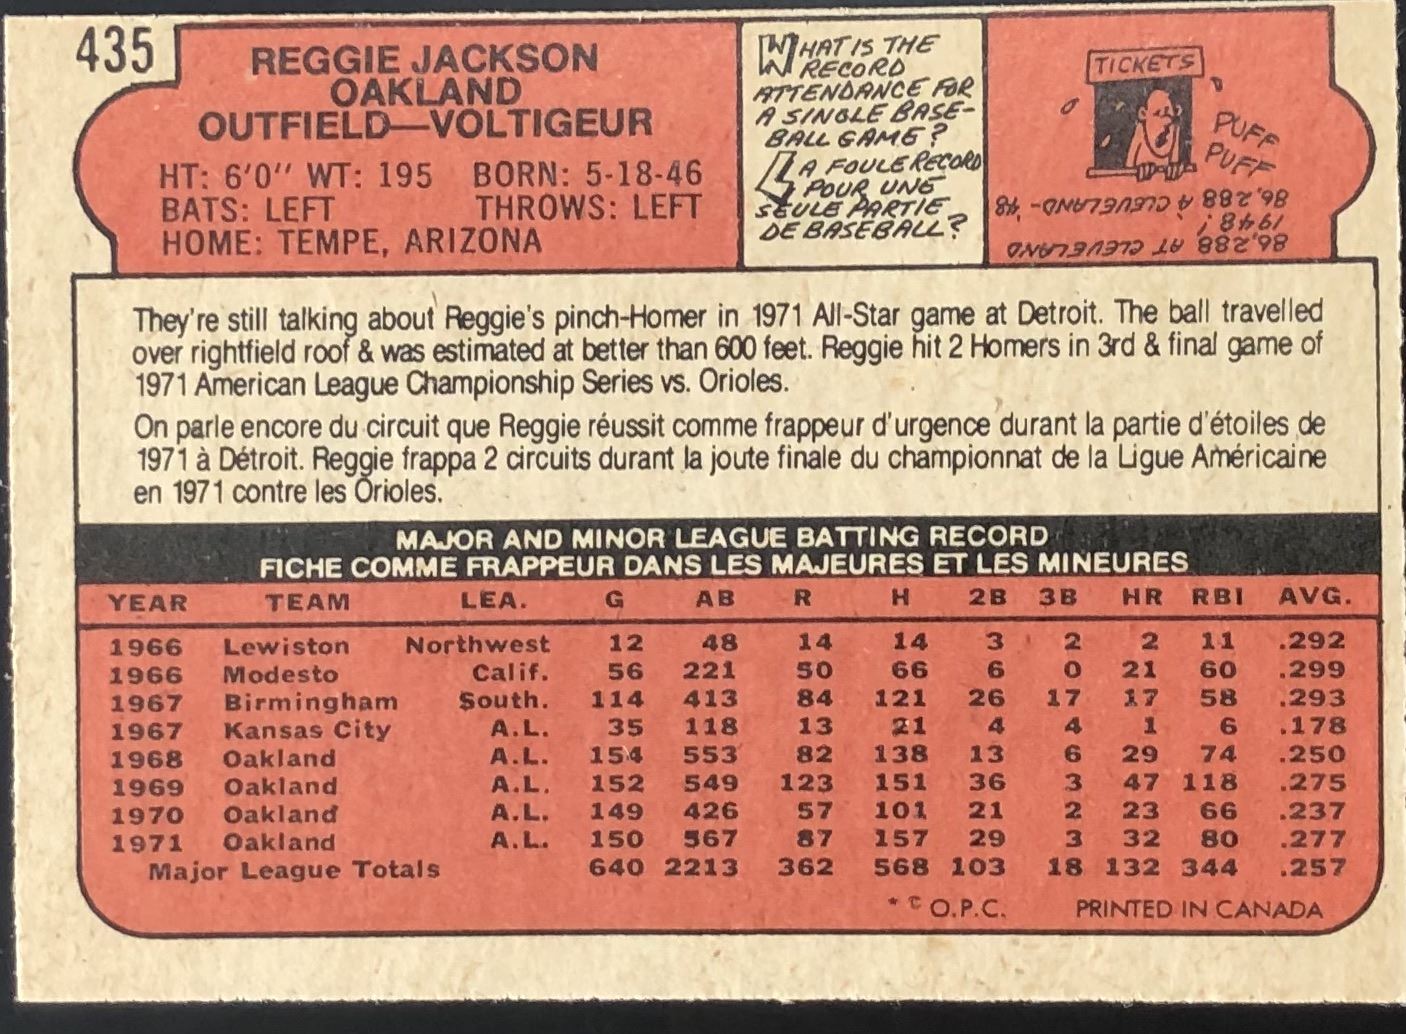 435
REGGIE JACKSON
OAKLAND
OUTFIELD—VOLTIGEUR
HT: 6'0" WT: 195 BORN: 5-18-46
BATS: LEFT THROWS: LEFT
HOME: TEMPE, ARIZONA
WHAT IS THE
RECORD
ATTENDANCE FOR
A SINGLE BASE-
BALL GAME?
LA FOULE RECORD
POUR UNE
SEULE PARTIE
DE BASEBALL?
TICKETS
PUFF
PUFF
86,288 AT CLEVELAND
1948!
86,288 À CLEVELAND- '48
They're still talking about Reggie's pinch-Homer in 1971 All-Star game at Detroit. The ball travelled
over rightfield roof & was estimated at better than 600 feet. Reggie hit 2 Homers in 3rd & final game of
1971 American League Championship Series vs. Orioles.
On parle encore du circuit que Reggie réussit comme frappeur d'urgence durant la partie d'étoiles de
1971 à Détroit. Reggie frappa 2 circuits durant la joute finale du championnat de la Ligue Américaine
en 1971 contre les Orioles.
MAJOR AND MINOR LEAGUE BATTING RECORD
FICHE COMME FRAPPEUR DANS LES MAJEURES ET LES MINEURES
YEAR TEAM LEA. G AB R H 2B 3B HR RBI AVG.
1966 Lewiston Northwest 12 48 14 14 3 2 2 11 .292
1966 Modesto Calif. 56 221 50 66 6 0 21 60 .299
1967 Birmingham South. 114 413 84 121 26 17 17 58 .293
1967 Kansas City A.L. 35 118 13 21 4 4 1 6 .178
1968 Oakland A.L. 154 553 82 138 13 6 29 74 .250
1969 Oakland A.L. 152 549 123 151 36 3 47 118 .275
1970 Oakland A.L. 149 426 57 101 21 2 23 66 .237
1971 Oakland A.L. 150 567 87 157 29 3 32 80 .277
Major League Totals 640 2213 362 568 103 18 132 344 .257
* © O.P.C. PRINTED IN CANADA